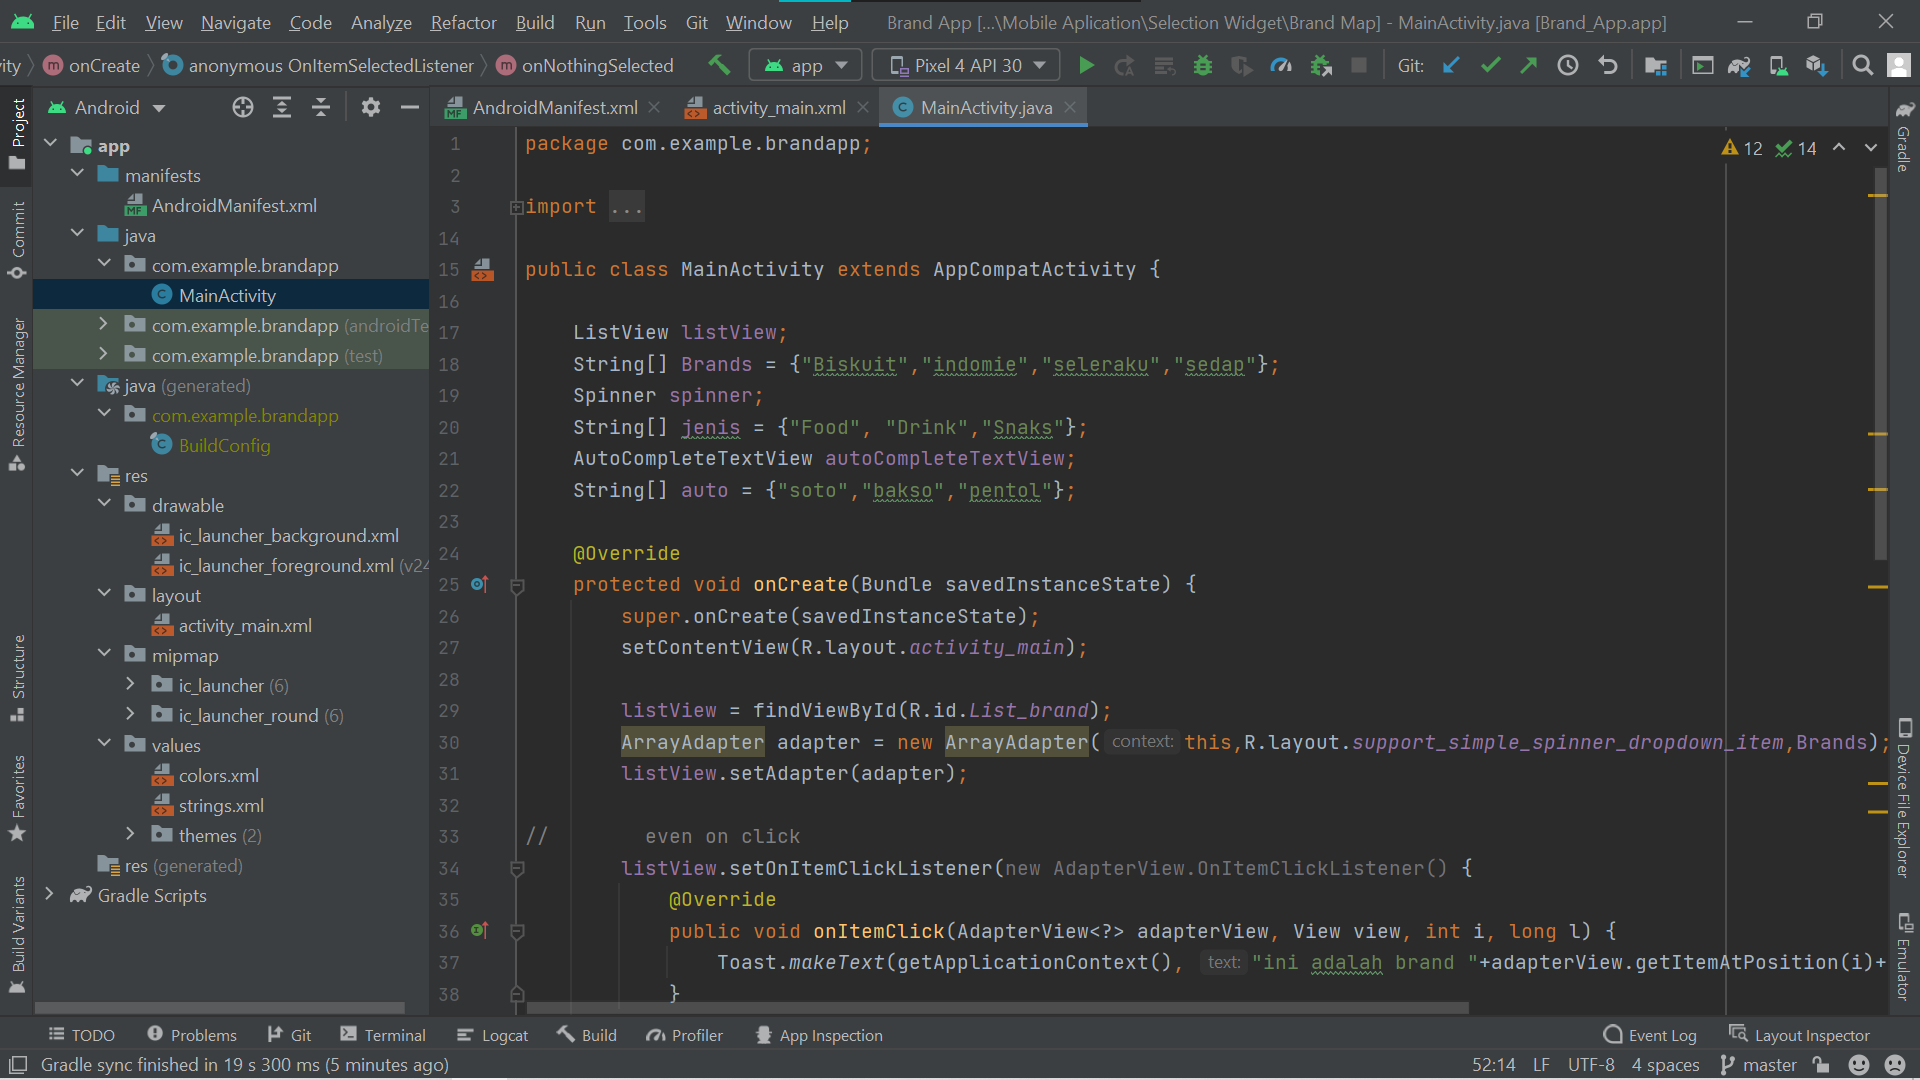 File Edit View Navigate Code Analyze Refactor Build Run Tools Git Window Help Brand App [...\Mobile Aplication\Selection Widget\Brand Map] - MainActivity.java [Brand_App.app]
ity onCreate anonymous OnItemSelectedListener onNothingSelected app Pixel 4 API 30 Git:
Android
AndroidManifest.xml activity_main.xml MainActivity.java
Project
Commit
Resource Manager
Structure
Favorites
Build Variants
app
manifests
AndroidManifest.xml
java
com.example.brandapp
MainActivity
com.example.brandapp (androidTe
com.example.brandapp (test)
java (generated)
com.example.brandapp
BuildConfig
res
drawable
ic_launcher_background.xml
ic_launcher_foreground.xml (v24
layout
activity_main.xml
mipmap
ic_launcher (6)
ic_launcher_round (6)
values
colors.xml
strings.xml
themes (2)
res (generated)
Gradle Scripts
12 14
1 package com.example.brandapp;
2
3 import ...
14
15 public class MainActivity extends AppCompatActivity {
16
17 ListView listView;
18 String[] Brands = {"Biskuit","indomie","seleraku","sedap"};
19 Spinner spinner;
20 String[] jenis = {"Food", "Drink","Snaks"};
21 AutoCompleteTextView autoCompleteTextView;
22 String[] auto = {"soto","bakso","pentol"};
23
24 @Override
25 protected void onCreate(Bundle savedInstanceState) {
26 super.onCreate(savedInstanceState);
27 setContentView(R.layout.activity_main);
28
29 listView = findViewById(R.id.List_brand);
30 ArrayAdapter adapter = new ArrayAdapter( context: this,R.layout.support_simple_spinner_dropdown_item,Brands);
31 listView.setAdapter(adapter);
32
33 // even on click
34 listView.setOnItemClickListener(new AdapterView.OnItemClickListener() {
35 @Override
36 public void onItemClick(AdapterView<?> adapterView, View view, int i, long l) {
37 Toast.makeText(getApplicationContext(), text: "ini adalah brand "+adapterView.getItemAtPosition(i)+
38 }
Gradle
Device File Explorer
Emulator
TODO Problems Git Terminal Logcat Build Profiler App Inspection Event Log Layout Inspector
Gradle sync finished in 19 s 300 ms (5 minutes ago) 52:14 LF UTF-8 4 spaces master